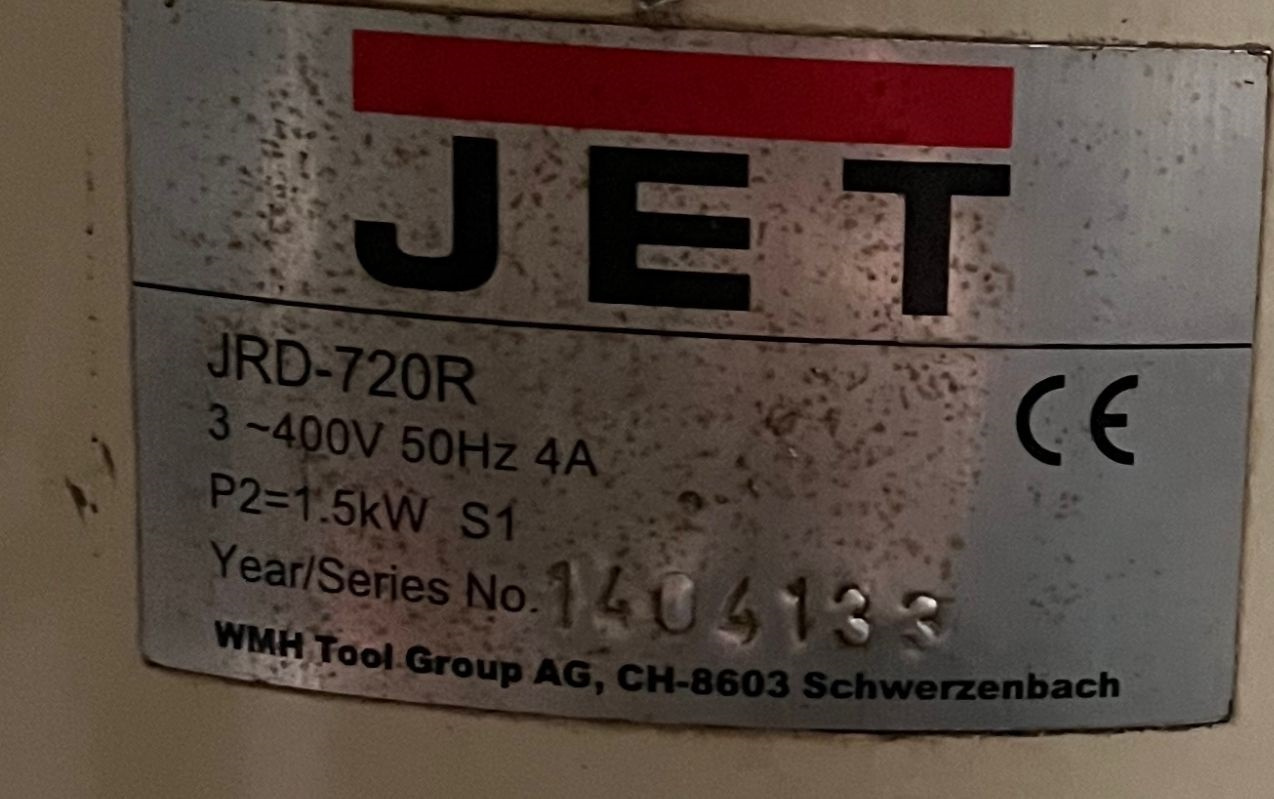 JET
JRD-720R
CE
3 ~400V 50Hz 4A
P2=1.5kW S1
Year/Series No. 1404133
WMH Tool Group AG, CH-8603 Schwerzenbach